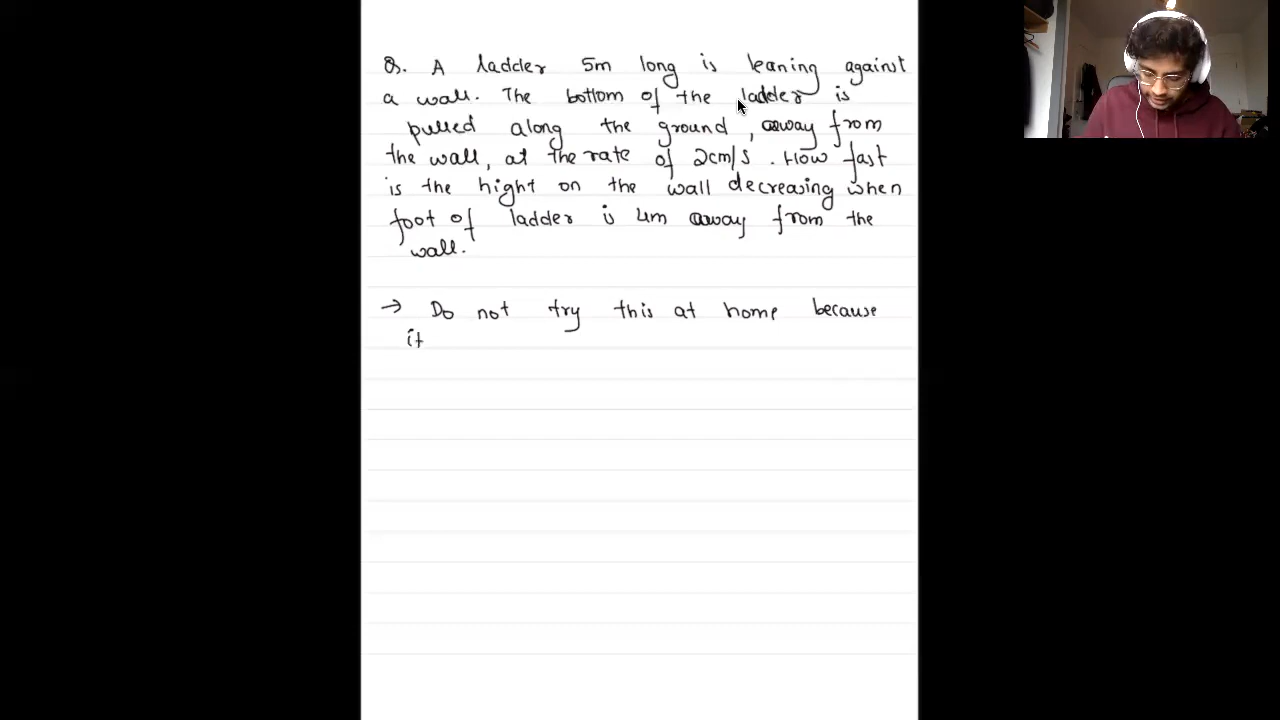 Q. A ladder 5m long is leaning against
a wall. The bottom of the ladder is
pulled along the ground, away from
the wall, at the rate of 2cm/s. How fast
is the hight on the wall decreasing when
foot of ladder is 4m away from the
wall.
→ Do not try this at home because
it